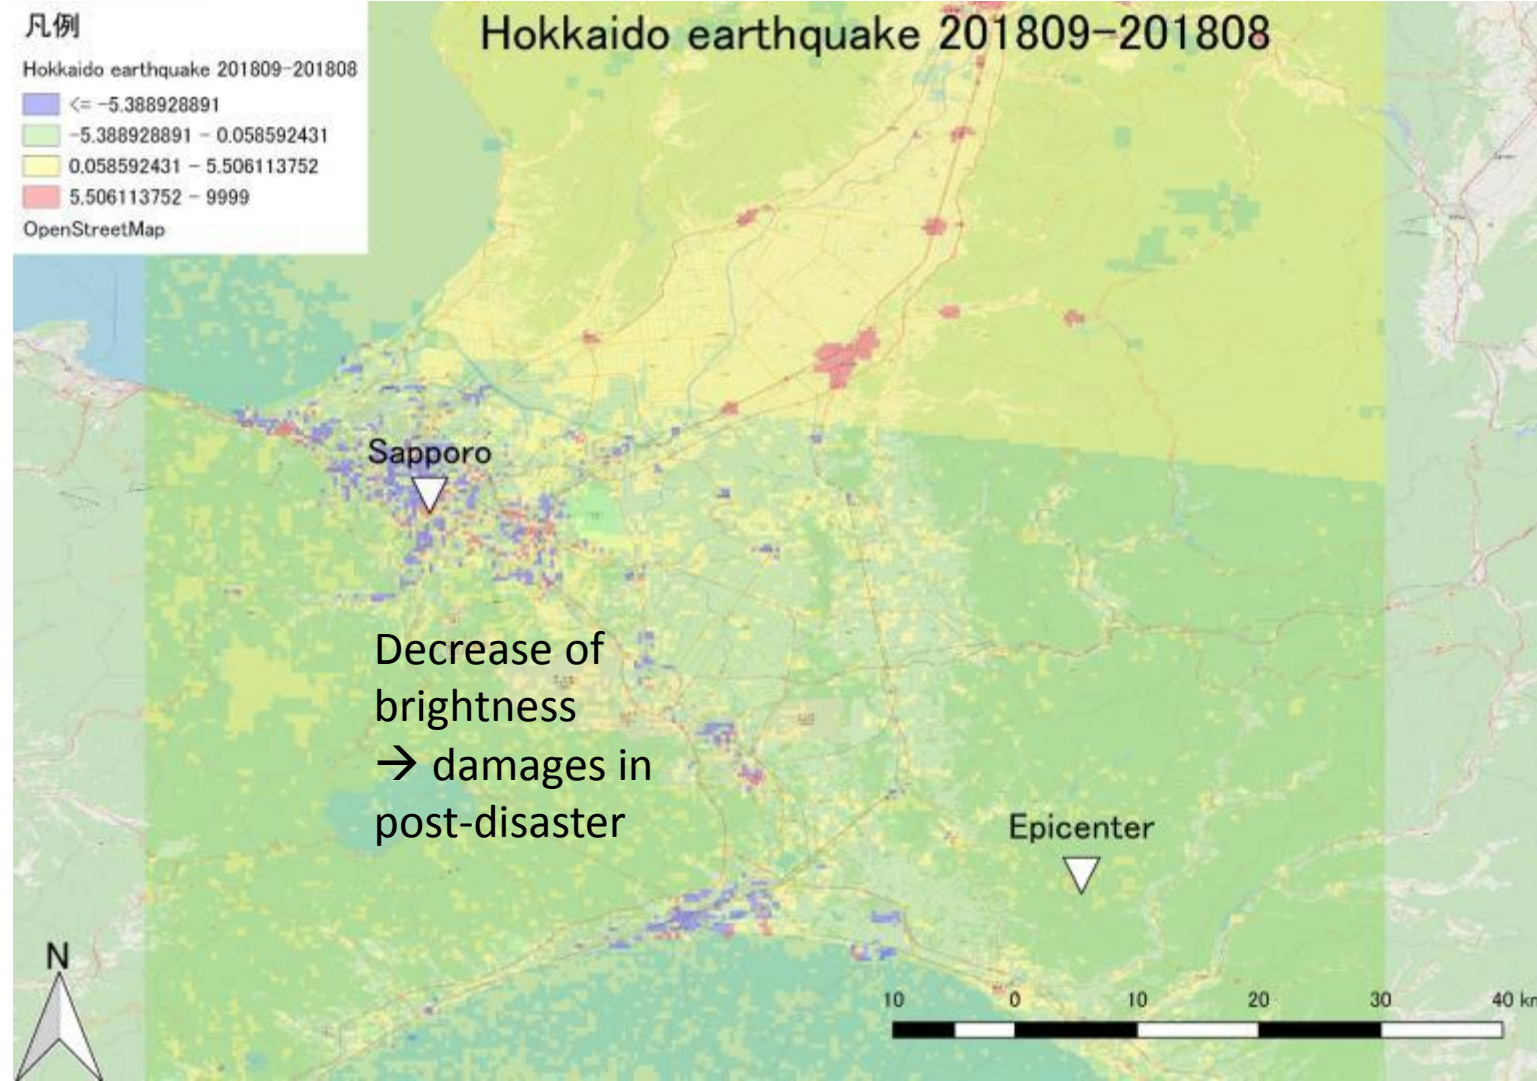 凡例
Hokkaido earthquake 201809-201808
Hokkaido earthquake 201809-201808
<= -5.388928891
-5.388928891 - 0.058592431
0.058592431 - 5.506113752
5.506113752 - 9999
OpenStreetMap
Sapporo
Decrease of
brightness
→ damages in
post-disaster
Epicenter
N
10 0 10 20 30 40 km